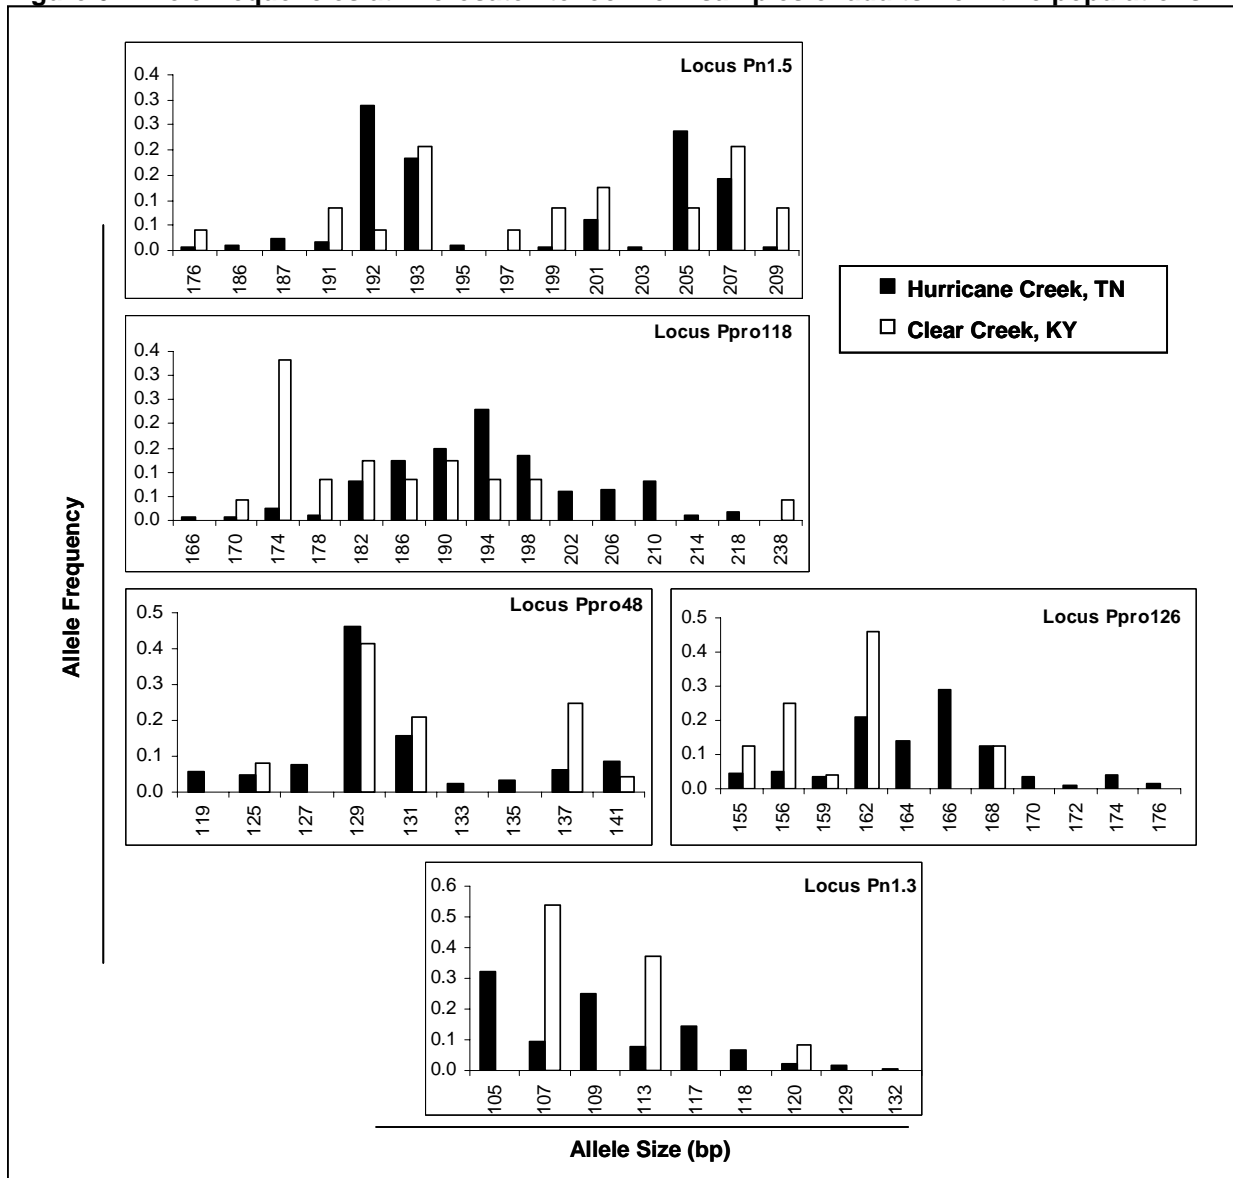 Locus Pn1.5
0.4
0.3
0.3
0.2
0.2
0.1
0.1
0.0
176 186 187 191 192 193 195 197 199 201 203 205 207 209
Hurricane Creek, TN
Clear Creek, KY
Locus Ppro118
0.4
0.3
0.3
0.2
0.2
0.1
0.1
0.0
166 170 174 178 182 186 190 194 198 202 206 210 214 218 238
Allele Frequency
Locus Ppro48
0.5
0.4
0.3
0.2
0.1
0.0
119 125 127 129 131 133 135 137 141
Locus Ppro126
0.5
0.4
0.3
0.2
0.1
0.0
155 156 159 162 164 166 168 170 172 174 176
Locus Pn1.3
0.6
0.5
0.4
0.3
0.2
0.1
0.0
105 107 109 113 117 118 120 129 132
Allele Size (bp)